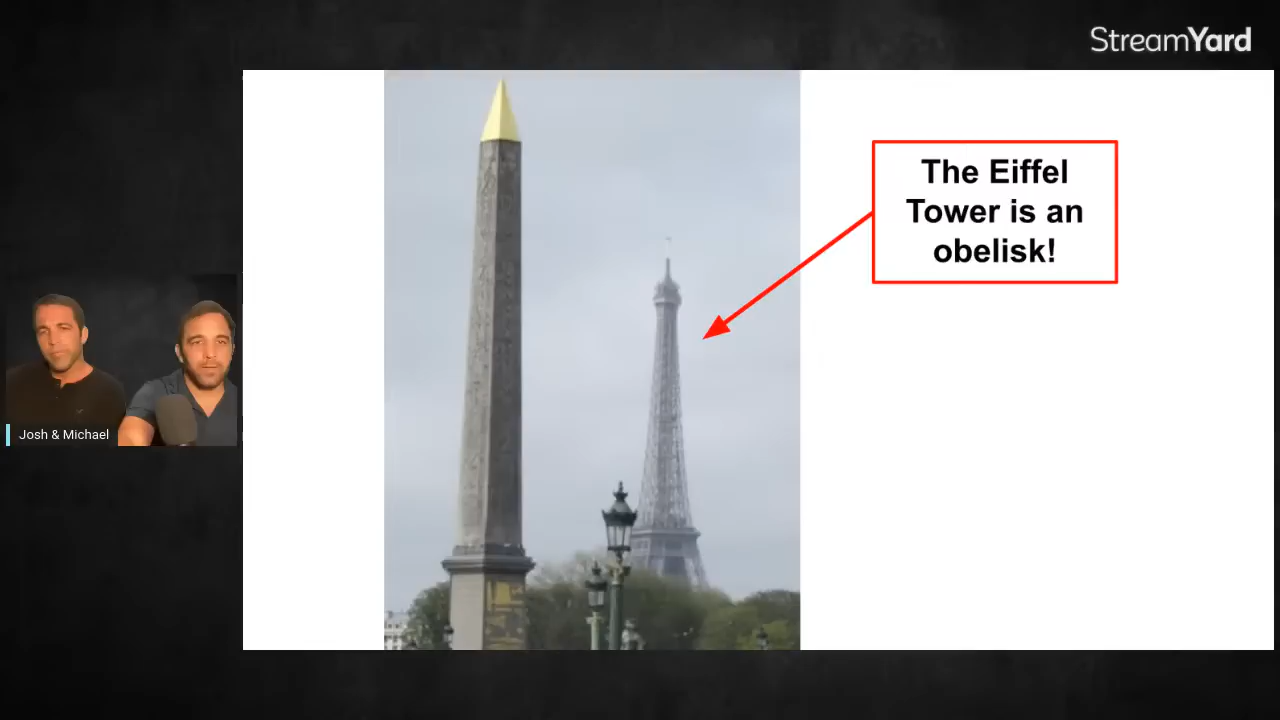 StreamYard
The Eiffel
Tower is an
obelisk!
Josh & Michael